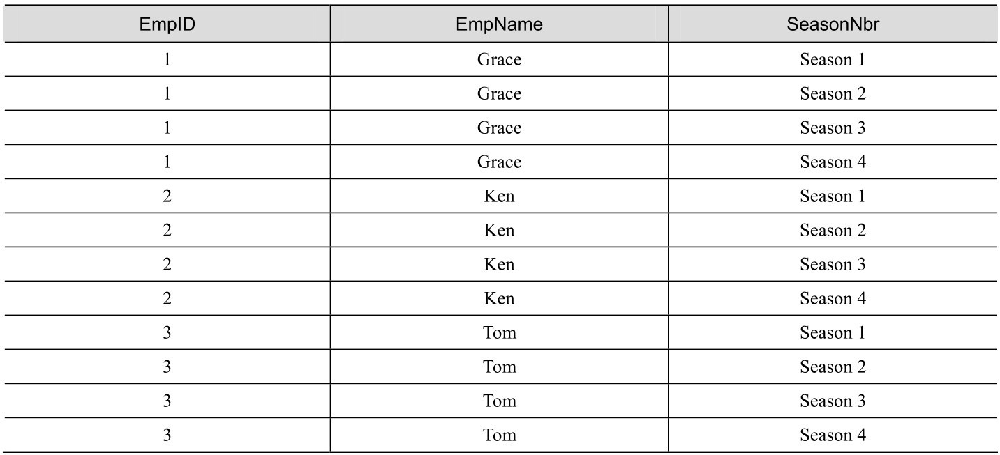 EmpID EmpName SeasonNbr
1 Grace Season 1
1 Grace Season 2
1 Grace Season 3
1 Grace Season 4
2 Ken Season 1
2 Ken Season 2
2 Ken Season 3
2 Ken Season 4
3 Tom Season 1
3 Tom Season 2
3 Tom Season 3
3 Tom Season 4